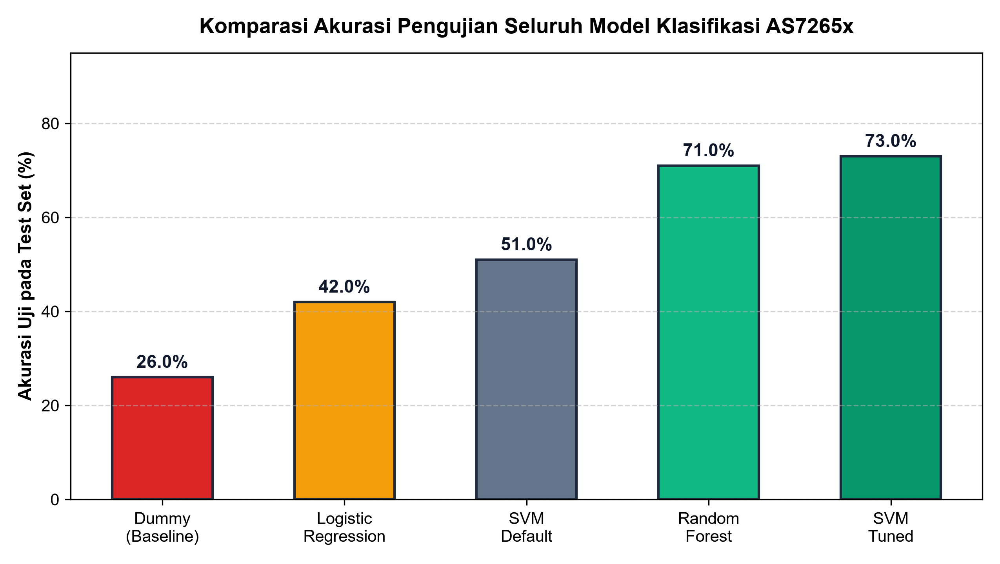 Komparasi Akurasi Pengujian Seluruh Model Klasifikasi AS7265x
Akurasi Uji pada Test Set (%)
80
60
40
20
0
26.0%
42.0%
51.0%
71.0%
73.0%
Dummy
(Baseline)
Logistic
Regression
SVM
Default
Random
Forest
SVM
Tuned